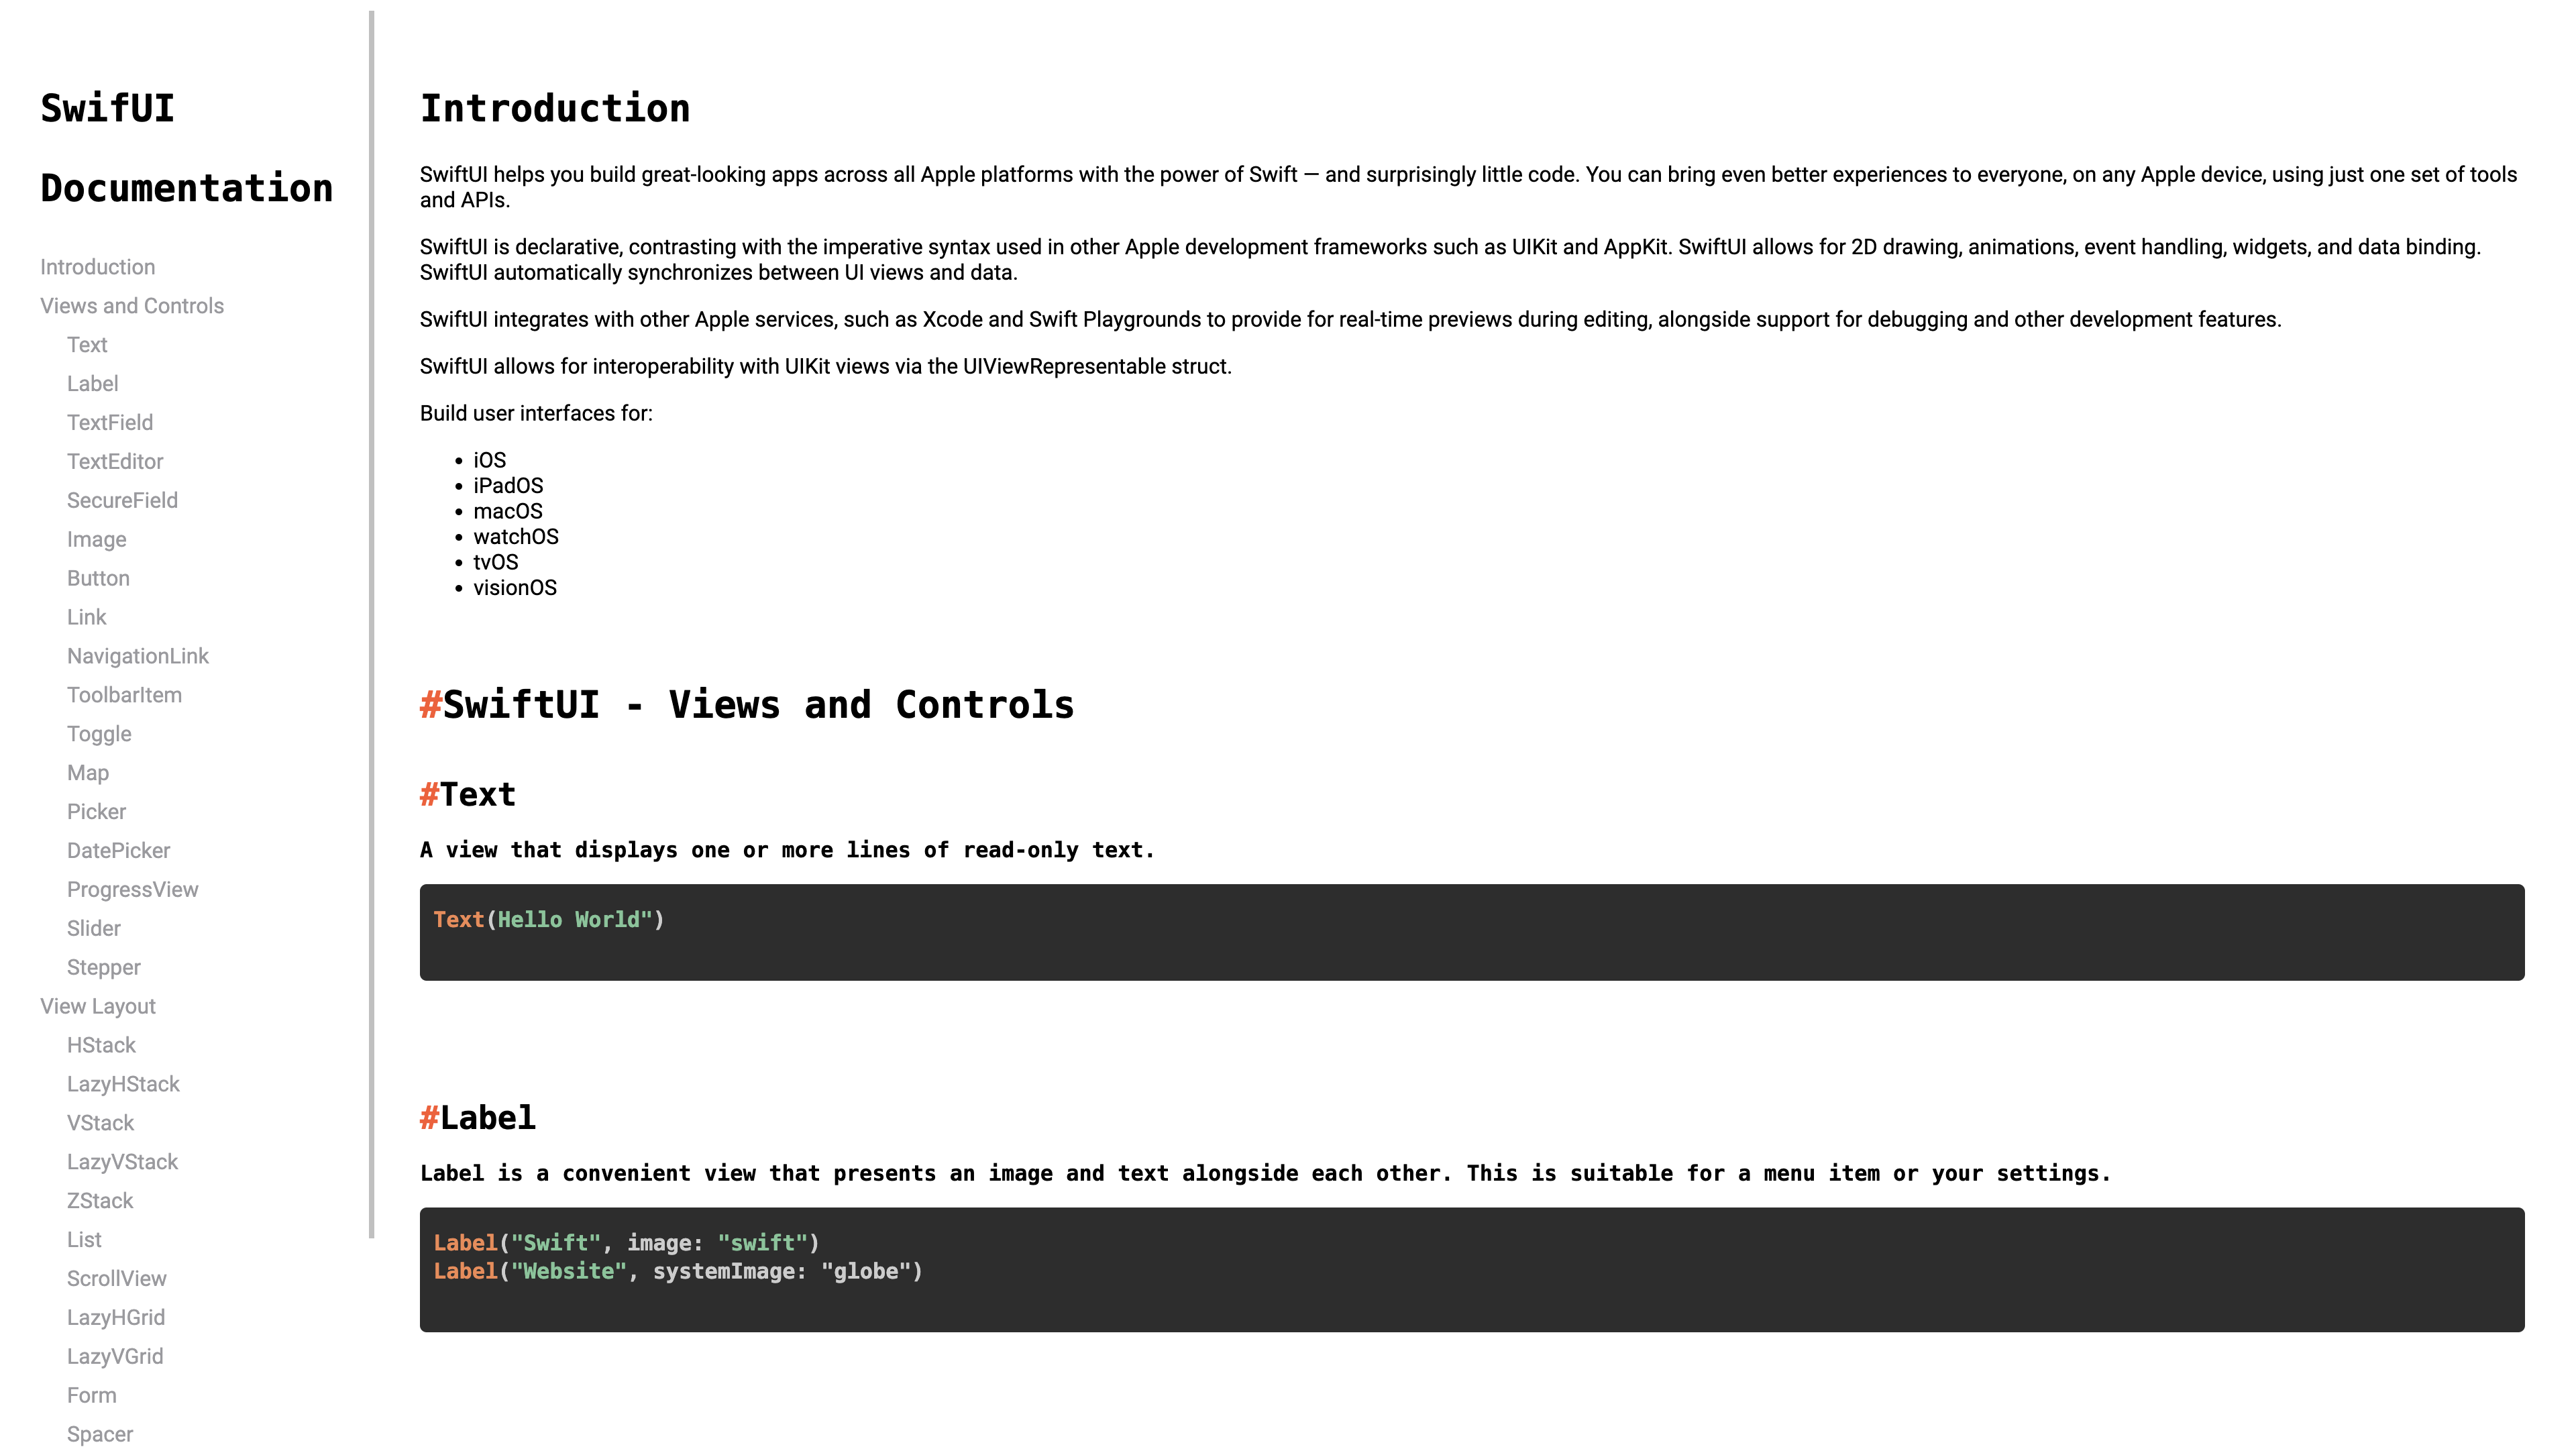 SwifUI
Documentation
Introduction
Views and Controls
Text
Label
TextField
TextEditor
SecureField
Image
Button
Link
NavigationLink
ToolbarItem
Toggle
Map
Picker
DatePicker
ProgressView
Slider
Stepper
View Layout
HStack
LazyHStack
VStack
LazyVStack
ZStack
List
ScrollView
LazyHGrid
LazyVGrid
Form
Spacer
Introduction
SwiftUI helps you build great-looking apps across all Apple platforms with the power of Swift — and surprisingly little code. You can bring even better experiences to everyone, on any Apple device, using just one set of tools
and APIs.
SwiftUI is declarative, contrasting with the imperative syntax used in other Apple development frameworks such as UIKit and AppKit. SwiftUI allows for 2D drawing, animations, event handling, widgets, and data binding.
SwiftUI automatically synchronizes between UI views and data.
SwiftUI integrates with other Apple services, such as Xcode and Swift Playgrounds to provide for real-time previews during editing, alongside support for debugging and other development features.
SwiftUI allows for interoperability with UIKit views via the UIViewRepresentable struct.
Build user interfaces for:
• iOS
• iPadOS
• macOS
• watchOS
• tvOS
• visionOS
#SwiftUI - Views and Controls
#Text
A view that displays one or more lines of read-only text.
Text(Hello World")
#Label
Label is a convenient view that presents an image and text alongside each other. This is suitable for a menu item or your settings.
Label("Swift", image: "swift")
Label("Website", systemImage: "globe")